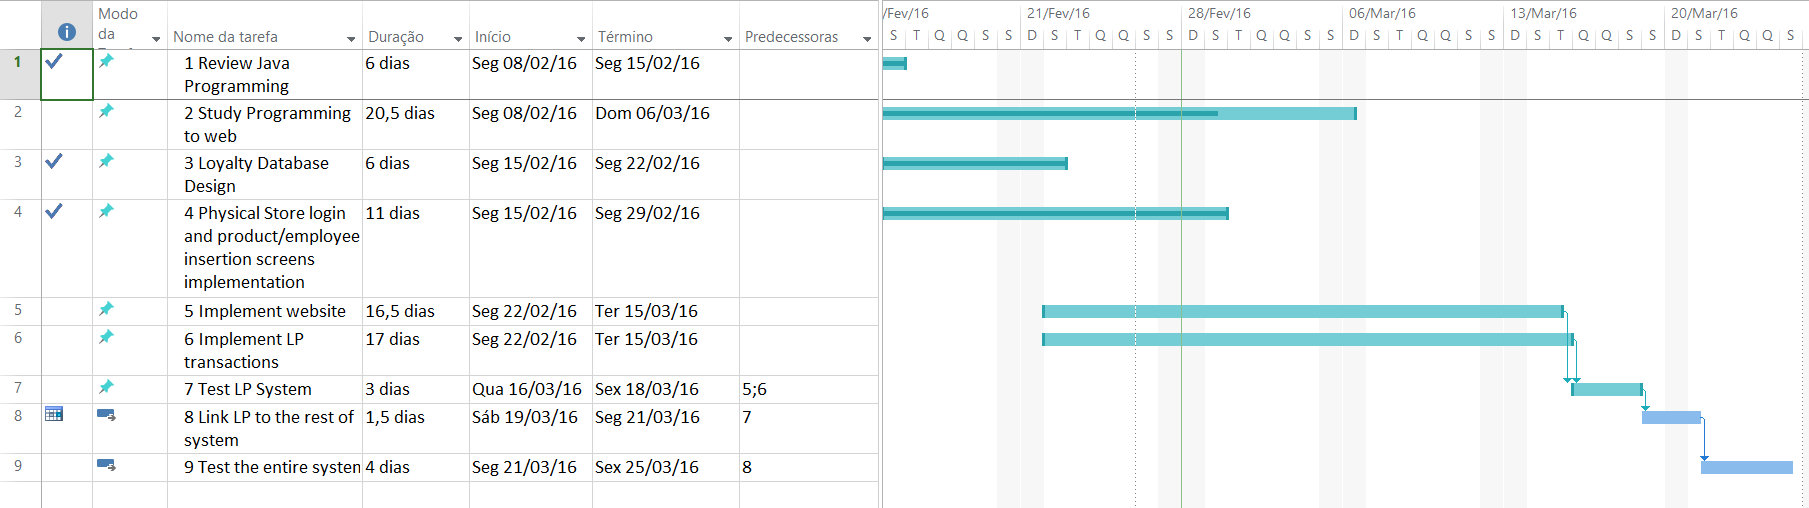 Modo
da
Nome da tarefa Duração Início Término Predecessoras
1 1 Review Java
Programming 6 dias Seg 08/02/16 Seg 15/02/16
2 2 Study Programming
to web 20,5 dias Seg 08/02/16 Dom 06/03/16
3 3 Loyalty Database
Design 6 dias Seg 15/02/16 Seg 22/02/16
4 4 Physical Store login
and product/employee
insertion screens
implementation 11 dias Seg 15/02/16 Seg 29/02/16
5 5 Implement website 16,5 dias Seg 22/02/16 Ter 15/03/16
6 6 Implement LP
transactions 17 dias Seg 22/02/16 Ter 15/03/16
7 7 Test LP System 3 dias Qua 16/03/16 Sex 18/03/16 5;6
8 8 Link LP to the rest of
system 1,5 dias Sáb 19/03/16 Seg 21/03/16 7
9 9 Test the entire system 4 dias Seg 21/03/16 Sex 25/03/16 8
/Fev/16 21/Fev/16 28/Fev/16 06/Mar/16 13/Mar/16 20/Mar/16
S T Q Q S S D T Q Q S S D S T Q Q S S D S T Q Q S S D S T Q Q S S D S T Q Q S